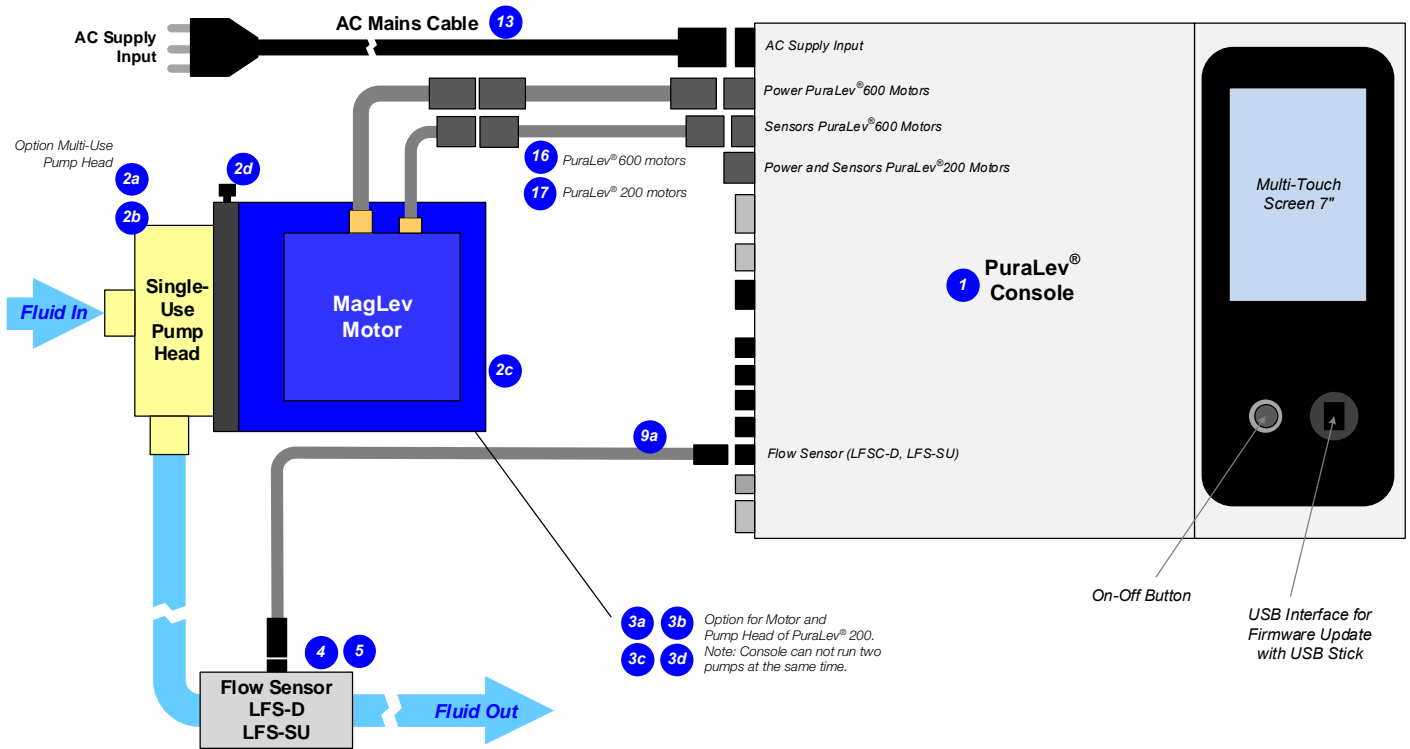 AC Mains Cable 13
AC Supply
Input
AC Supply Input
Power PuraLev®600 Motors
Sensors PuraLev®600 Motors
16 PuraLev® 600 motors
Power and Sensors PuraLev®200 Motors
17 PuraLev® 200 motors
Option Multi-Use
Pump Head
2a
2b
2d
Multi-Touch
Screen 7"
1
PuraLev®
Console
Fluid In
Single-
Use
Pump
Head
MagLev
Motor
2c
9a
Flow Sensor (LFSC-D, LFS-SU)
On-Off Button
USB Interface for
Firmware Update
with USB Stick
3a 3b
3c 3d
Option for Motor and
Pump Head of PuraLev® 200.
Note: Console can not run two
pumps at the same time.
4 5
Flow Sensor
LFS-D
LFS-SU
Fluid Out